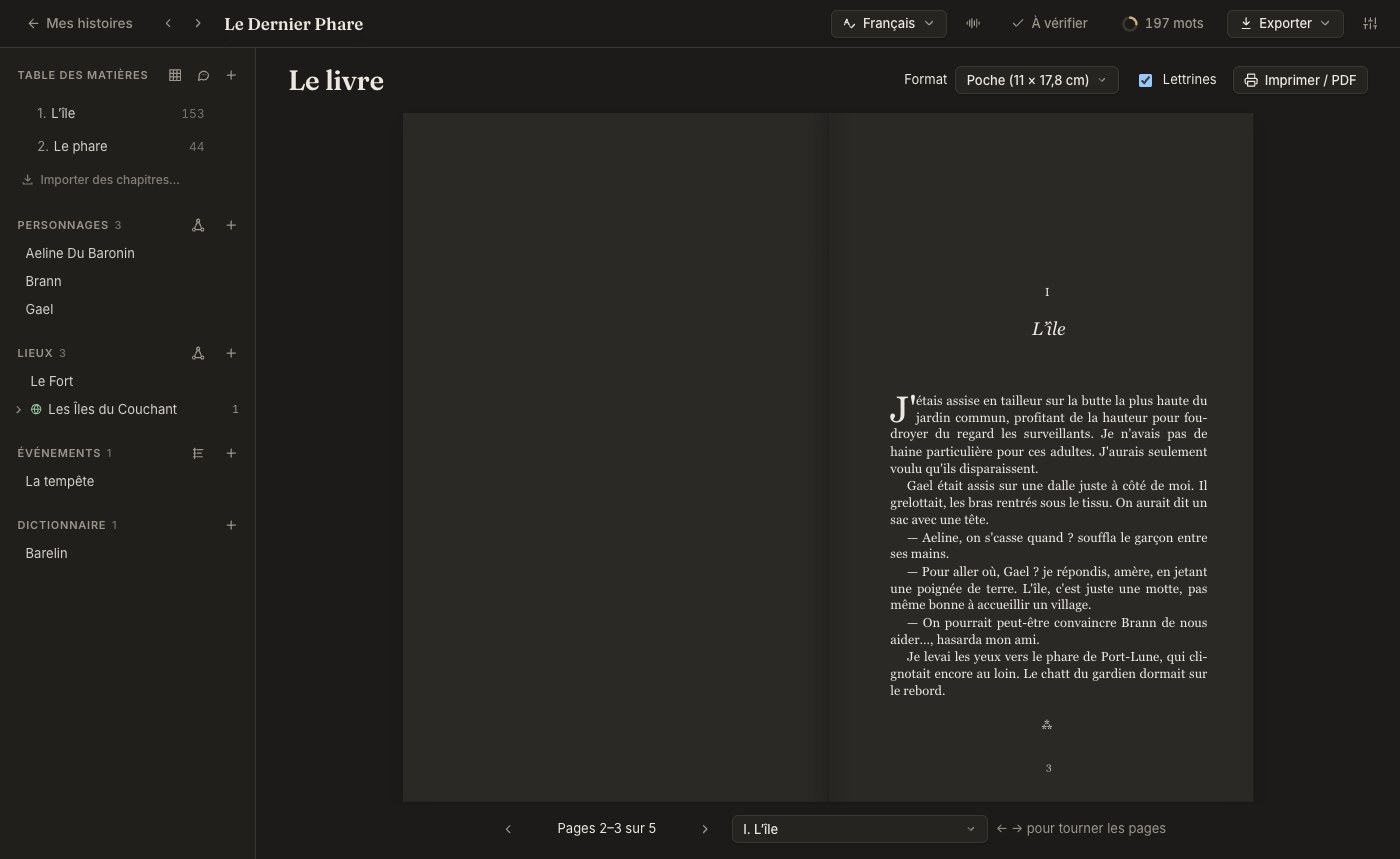 Mes histoires
Le Dernier Phare
Français
À vérifier
197 mots
Exporter
TABLE DES MATIÈRES
1. L'île 153
2. Le phare 44
Importer des chapitres...
PERSONNAGES 3
Aeline Du Baronin
Brann
Gael
LIEUX 3
Le Fort
Les Îles du Couchant 1
ÉVÉNEMENTS 1
La tempête
DICTIONNAIRE 1
Barelin
Le livre
Format
Poche (11 × 17,8 cm)
Lettrines
Imprimer / PDF
I
L'île
J'étais assise en tailleur sur la butte la plus haute du
jardin commun, profitant de la hauteur pour fou-
droyer du regard les surveillants. Je n'avais pas de
haine particulière pour ces adultes. J'aurais seulement
voulu qu'ils disparaissent.
Gael était assis sur une dalle juste à côté de moi. Il
grelottait, les bras rentrés sous le tissu. On aurait dit un
sac avec une tête.
— Aeline, on s'casse quand ? souffla le garçon entre
ses mains.
— Pour aller où, Gael ? je répondis, amère, en jetant
une poignée de terre. L'île, c'est juste une motte, pas
même bonne à accueillir un village.
— On pourrait peut-être convaincre Brann de nous
aider..., hasarda mon ami.
Je levai les yeux vers le phare de Port-Lune, qui cli-
gnotait encore au loin. Le chatt du gardien dormait sur
le rebord.
⁂
3
Pages 2–3 sur 5
I. L'île
← → pour tourner les pages